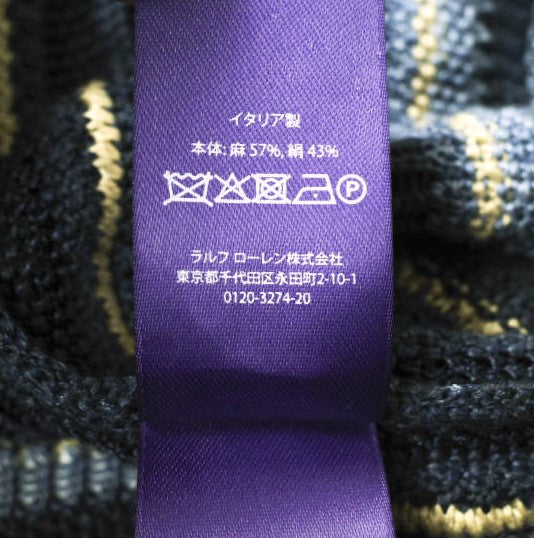 イタリア製
本体: 麻 57%, 絹 43%
P
ラルフ ローレン株式会社
東京都千代田区永田町2-10-1
0120-3274-20